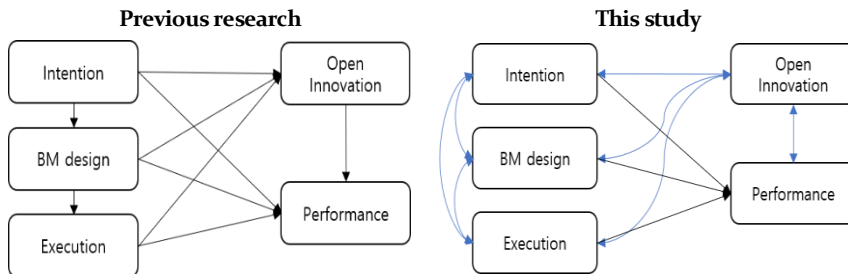 Previous research
Intention
BM design
Execution
Open
Innovation
Performance
This study
Intention
BM design
Execution
Open
Innovation
Performance